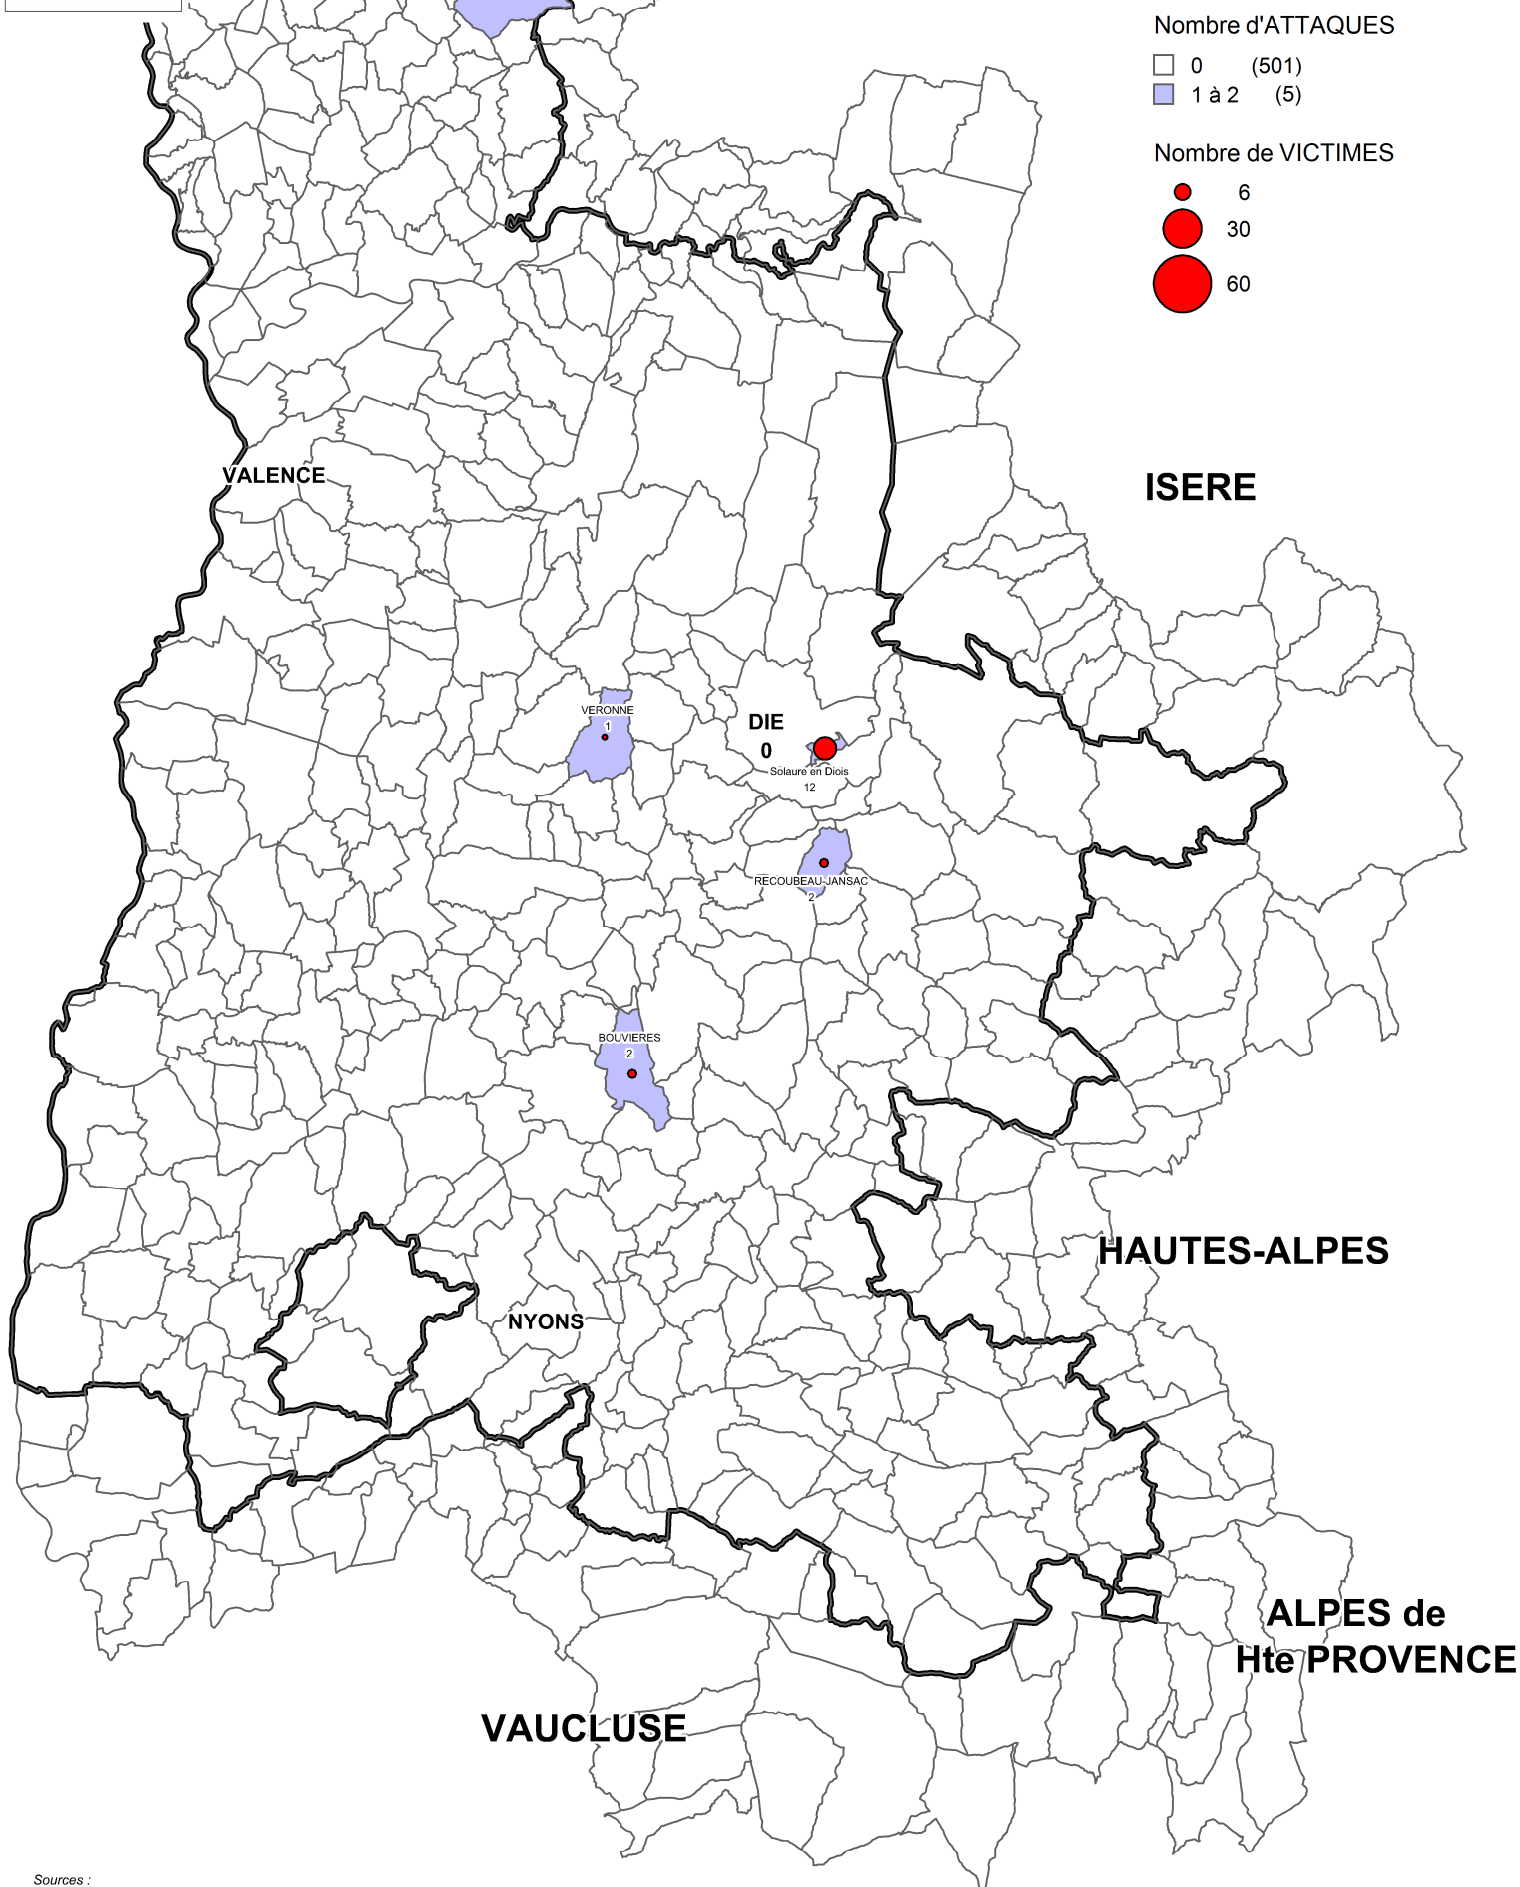 Nombre d'ATTAQUES
0 (501)
1 à 2 (5)
Nombre de VICTIMES
6
30
60
VALENCE
ISERE
VERONNE
1
DIE
0
Solaure en Diois
12
RECOUBEAU-JANSAC
2
BOUVIERES
2
HAUTES-ALPES
NYONS
ALPES de
Hte PROVENCE
VAUCLUSE
Sources :